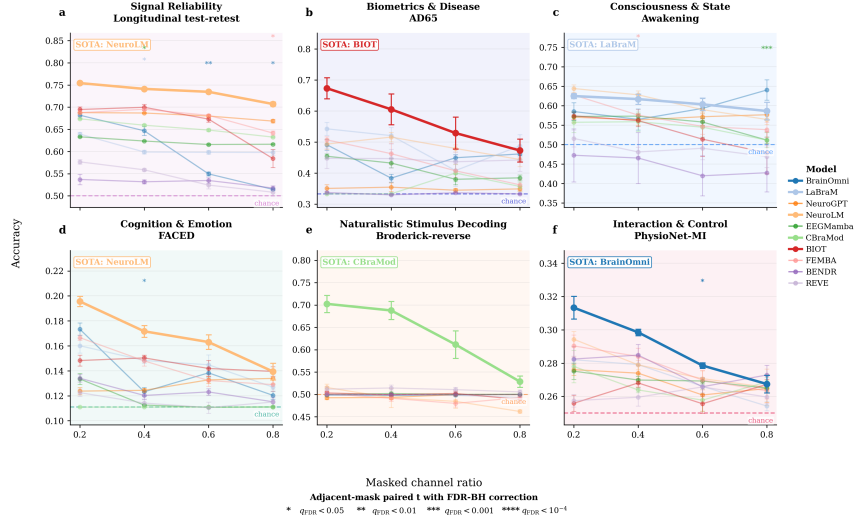 a
Signal Reliability
Longitudinal test-retest
SOTA: NeuroLM
0.85
0.80
0.75
0.70
0.65
0.60
0.55
0.50
*
*
**
*
*
chance
b
Biometrics & Disease
AD65
SOTA: BIOT
0.8
0.7
0.6
0.5
0.4
0.3
chance
c
Consciousness & State
Awakening
SOTA: LaBraM
0.75
0.70
0.65
0.60
0.55
0.50
0.45
0.40
0.35
*
***
chance
Accuracy
d
Cognition & Emotion
FACED
SOTA: NeuroLM
0.22
0.20
0.18
0.16
0.14
0.12
0.10
*
chance
0.2 0.4 0.6 0.8
e
Naturalistic Stimulus Decoding
Broderick-reverse
SOTA: CBraMod
0.80
0.75
0.70
0.65
0.60
0.55
0.50
0.45
chance
0.2 0.4 0.6 0.8
f
Interaction & Control
PhysioNet-MI
SOTA: BrainOmni
0.34
0.32
0.30
0.28
0.26
*
chance
0.2 0.4 0.6 0.8
Model
BrainOmni
LaBraM
NeuroGPT
NeuroLM
EEGMamba
CBraMod
BIOT
FEMBA
BENDR
REVE
Masked channel ratio
Adjacent-mask paired t with FDR-BH correction
* qFDR < 0.05 ** qFDR < 0.01 *** qFDR < 0.001 **** qFDR < 10⁻⁴